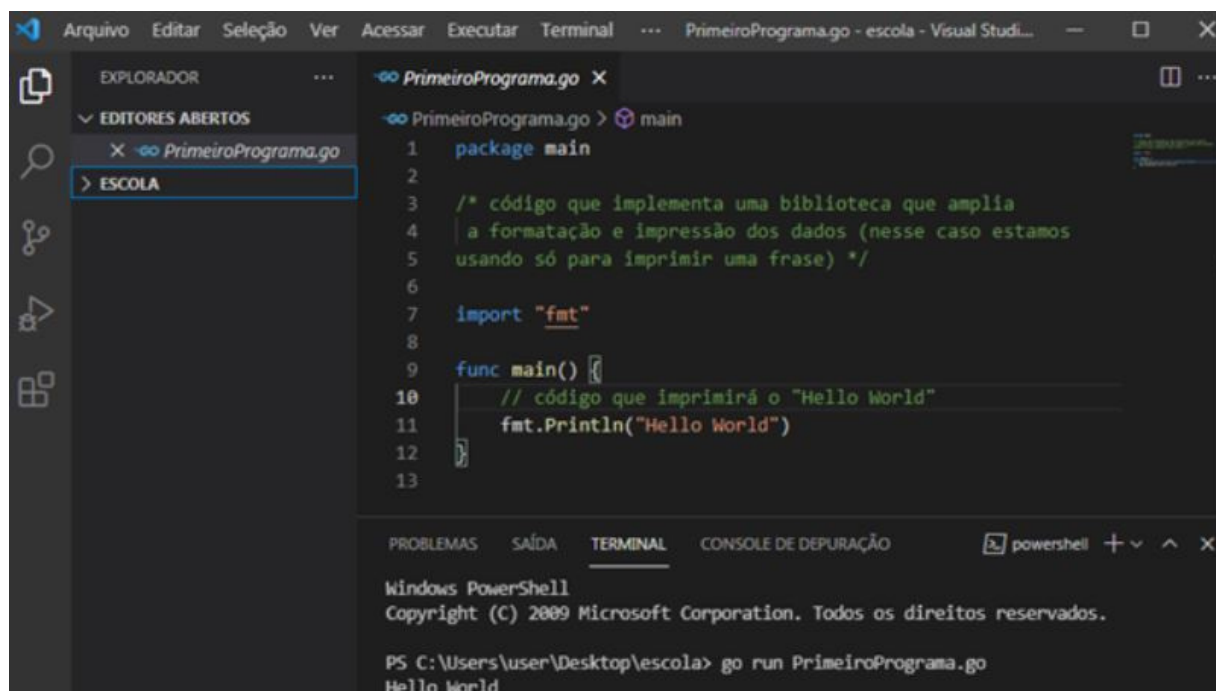 Arquivo Editar Seleção Ver Acessar Executar Terminal ··· PrimeiroPrograma.go - escola - Visual Studi...
EXPLORADOR ···
EDITORES ABERTOS
PrimeiroPrograma.go
ESCOLA
PrimeiroPrograma.go
PrimeiroPrograma.go > main
1 package main
2
3 /* código que implementa uma biblioteca que amplia
4 a formatação e impressão dos dados (nesse caso estamos
5 usando só para imprimir uma frase) */
6
7 import "fmt"
8
9 func main() {
10 // código que imprimirá o "Hello World"
11 fmt.Println("Hello World")
12 }
13
PROBLEMAS SAÍDA TERMINAL CONSOLE DE DEPURAÇÃO powershell
Windows PowerShell
Copyright (C) 2009 Microsoft Corporation. Todos os direitos reservados.
PS C:\Users\user\Desktop\escola> go run PrimeiroPrograma.go
Hello World